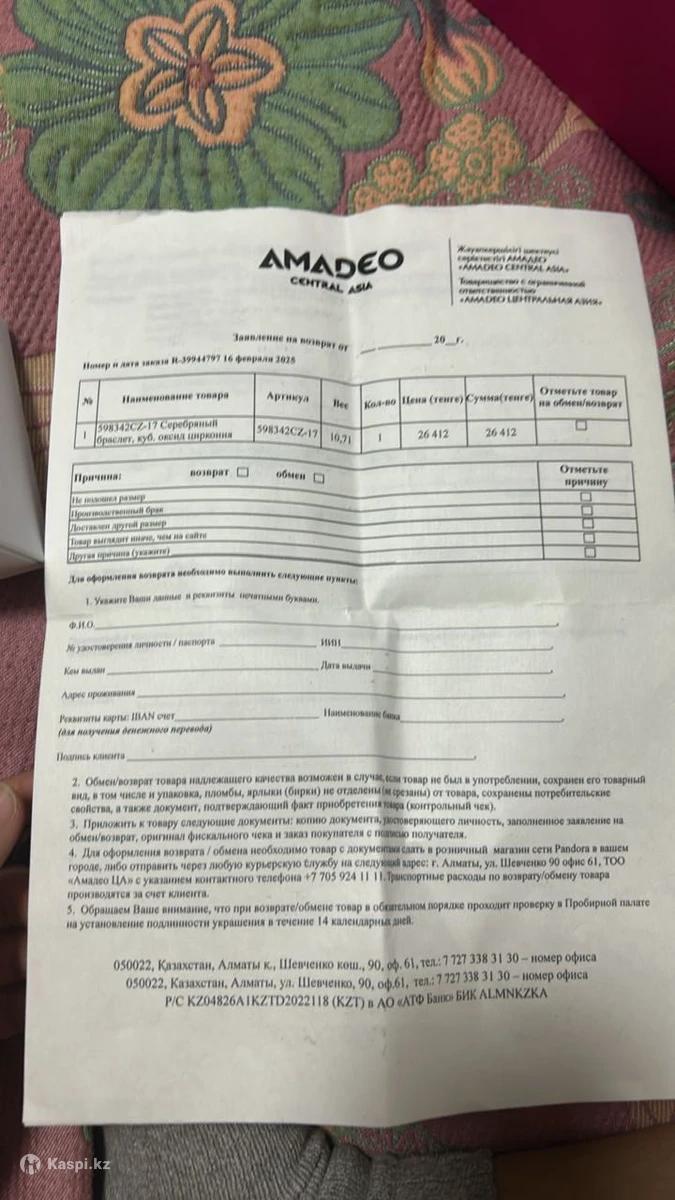 AMADEO
CENTRAL ASIA
Жауапкершілігі шектеулі
серіктестігі АМАДЕО
«AMADEO CENTRAL ASIA»
Товарищество с ограниченной
ответственностью
«AMADEO ЦЕНТРАЛЬНАЯ АЗИЯ»
Заявление на возврат от ___ __________ 20__г.
Номер и дата заказа R-39944797 16 февраля 2025
№ Наименование товара Артикул Вес Кол-во Цена (тенге) Сумма(тенге) Отметьте товар на обмен/возврат
1 598342CZ-17 Серебряный браслет, куб. оксид циркония 598342CZ-17 10,71 1 26 412 26 412
Причина: возврат обмен Отметьте причину
Не подошел размер
Производственный брак
Доставлен другой размер
Товар выглядит иначе, чем на сайте
Другая причина (укажите)
Для оформления возврата необходимо выполнить следующие пункты:
1. Укажите Ваши данные и реквизиты печатными буквами.
Ф.И.О.
№ удостоверения личности / паспорта ИИН
Кем выдан Дата выдачи
Адрес проживания
Реквизиты карты: IBAN счет Наименование банка
(для получения денежного перевода)
Подпись клиента
2. Обмен/возврат товара надлежащего качества возможен в случае, если товар не был в употреблении, сохранен его товарный
вид, в том числе и упаковка, пломбы, ярлыки (бирки) не отделены (не срезаны) от товара, сохранены потребительские
свойства, а также документ, подтверждающий факт приобретения товара (контрольный чек).
3. Приложить к товару следующие документы: копию документа, удостоверяющего личность, заполненное заявление на
обмен/возврат, оригинал фискального чека и заказ покупателя с подписью получателя.
4. Для оформления возврата / обмена необходимо товар с документами сдать в розничный магазин сети Pandora в вашем
городе, либо отправить через любую курьерскую службу на следующий адрес: г. Алматы, ул. Шевченко 90 офис 61, ТОО
«Амадео ЦА» с указанием контактного телефона +7 705 924 11 11. Транспортные расходы по возврату/обмену товара
производятся за счет клиента.
5. Обращаем Ваше внимание, что при возврате/обмене товар в обязательном порядке проходит проверку в Пробирной палате
на установление подлинности украшения в течение 14 календарных дней.
050022, Қазахстан, Алматы к., Шевченко көш., 90, оф. 61, тел.: 7 727 338 31 30 – номер офиса
050022, Казахстан, Алматы, ул. Шевченко, 90, оф.61, тел.: 7 727 338 31 30 – номер офиса
Р/С KZ04826A1KZTD2022118 (KZT) в АО «АТФ Банк» БИК ALMNKZKA
Kaspi.kz